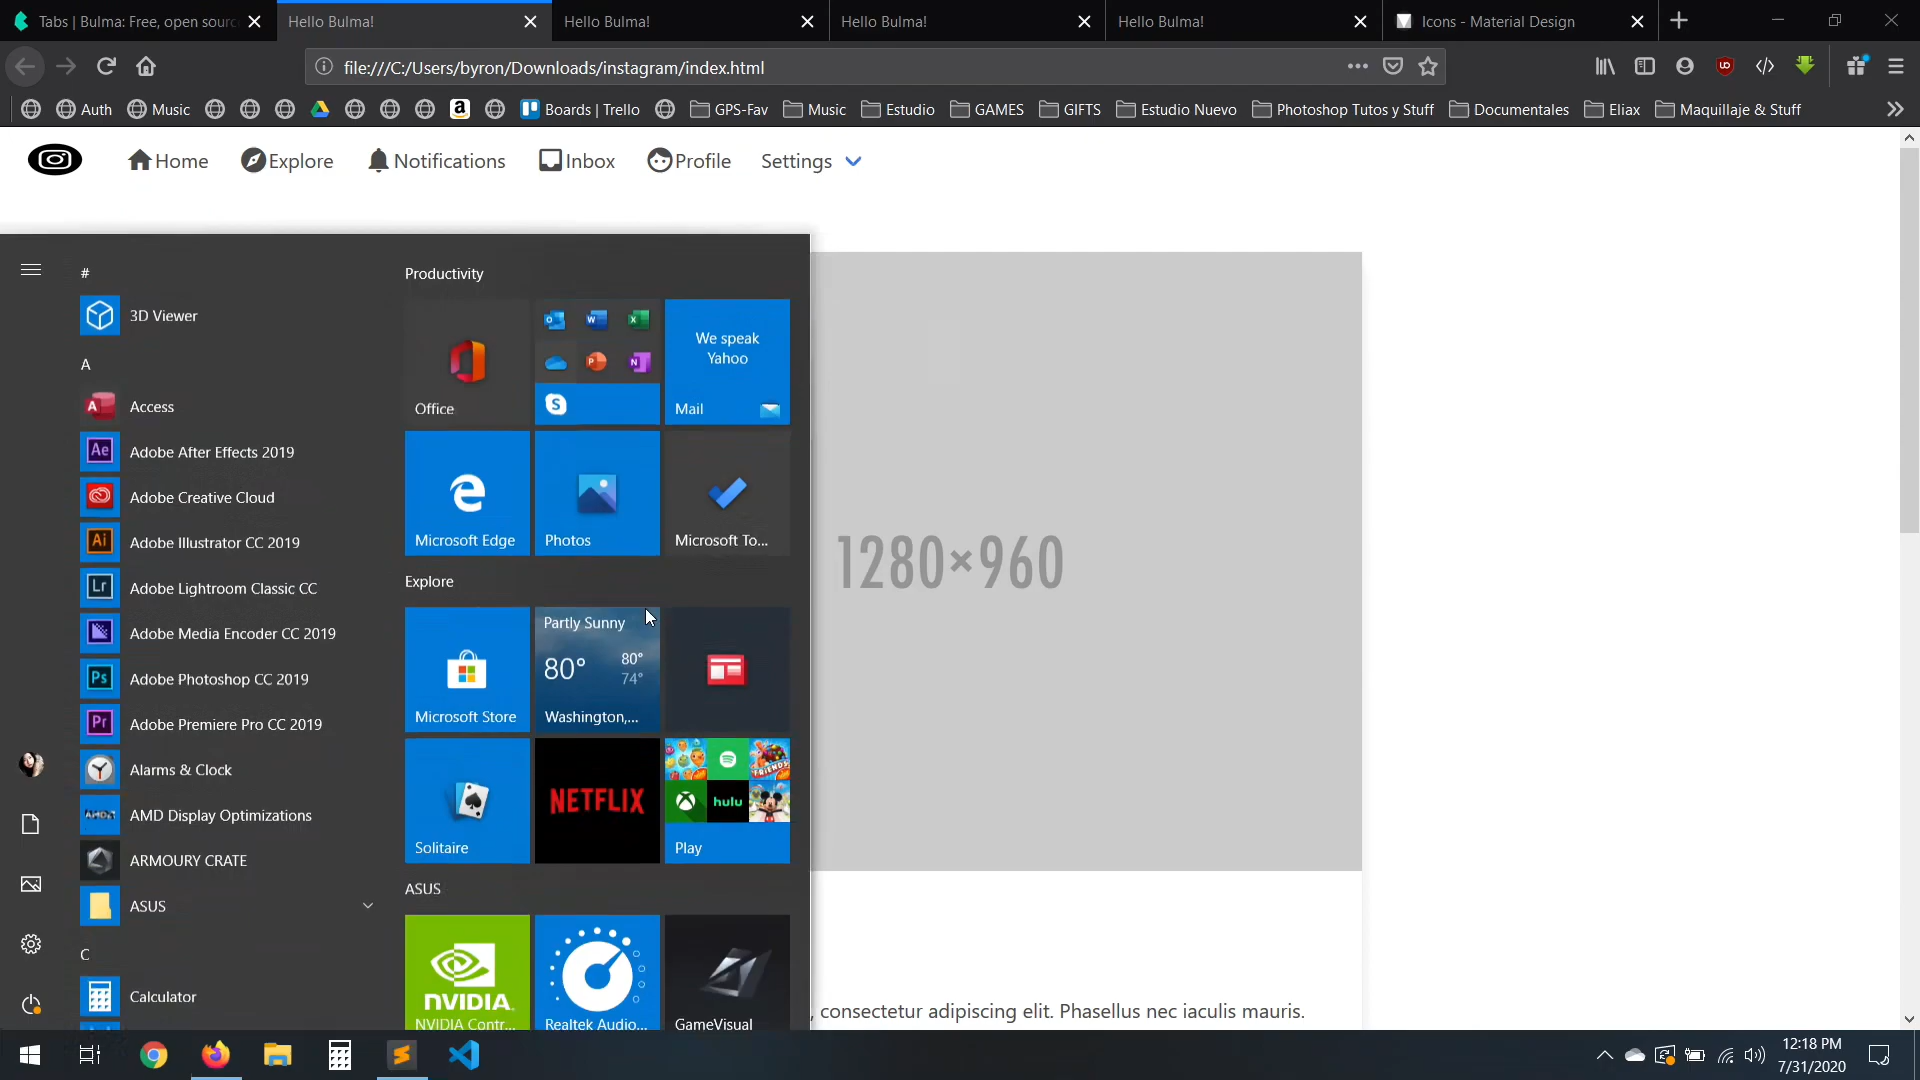 Tabs | Bulma: Free, open sourc
Hello Bulma!
Hello Bulma!
Hello Bulma!
Hello Bulma!
Icons - Material Design
file:///C:/Users/byron/Downloads/instagram/index.html
Auth
Music
Boards | Trello
GPS-Fav
Music
Estudio
GAMES
GIFTS
Estudio Nuevo
Photoshop Tutos y Stuff
Documentales
Eliax
Maquillaje & Stuff
Home
Explore
Notifications
Inbox
Profile
Settings
#
3D Viewer
A
Access
Adobe After Effects 2019
Adobe Creative Cloud
Adobe Illustrator CC 2019
Adobe Lightroom Classic CC
Adobe Media Encoder CC 2019
Adobe Photoshop CC 2019
Adobe Premiere Pro CC 2019
Alarms & Clock
AMD Display Optimizations
ARMOURY CRATE
ASUS
C
Calculator
Productivity
Office
We speak
Yahoo
Mail
Microsoft Edge
Photos
Microsoft To...
Explore
Microsoft Store
Partly Sunny
80°
80°
74°
Washington,...
Solitaire
NETFLIX
hulu
FRIENDS
Play
ASUS
NVIDIA.
NVIDIA Contr...
Realtek Audio...
GameVisual
1280×960
, consectetur adipiscing elit. Phasellus nec iaculis mauris.
12:18 PM
7/31/2020